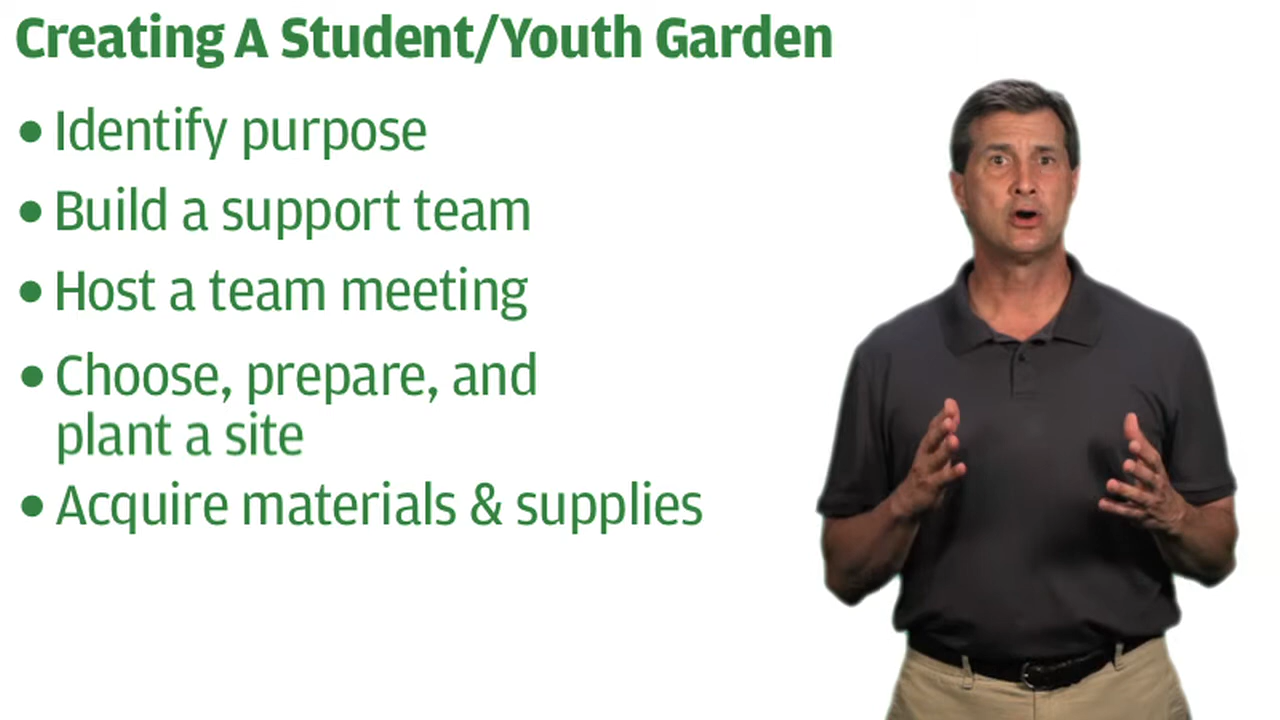 Creating A Student/Youth Garden
• Identify purpose
• Build a support team
• Host a team meeting
• Choose, prepare, and
plant a site
• Acquire materials & supplies